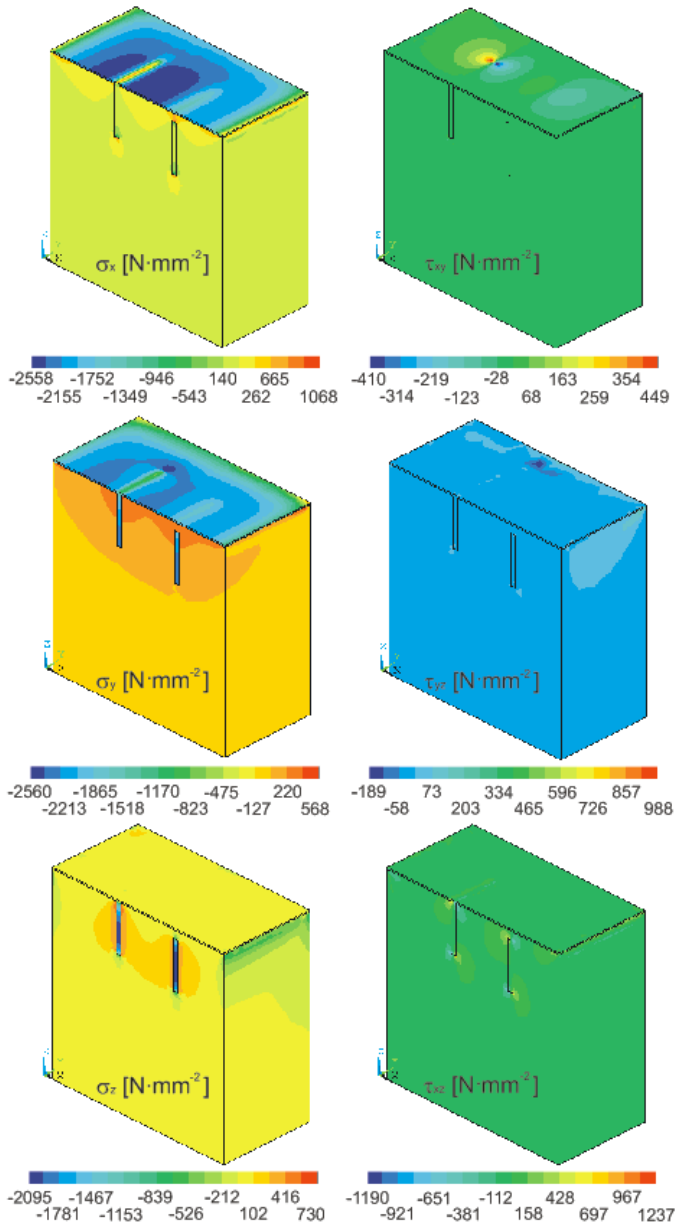 σx [N·mm-2]
τxy [N·mm-2]
-2558 -1752 -946 140 665
-2155 -1349 -543 262 1068
-410 -219 -28 163 354
-314 -123 68 259 449
σy [N·mm-2]
τyz [N·mm-2]
-2560 -1865 -1170 -475 220
-2213 -1518 -823 -127 568
-189 73 334 596 857
-58 203 465 726 988
σz [N·mm-2]
τxz [N·mm-2]
-2095 -1467 -839 -212 416
-1781 -1153 -526 102 730
-1190 -651 -112 428 967
-921 -381 158 697 1237